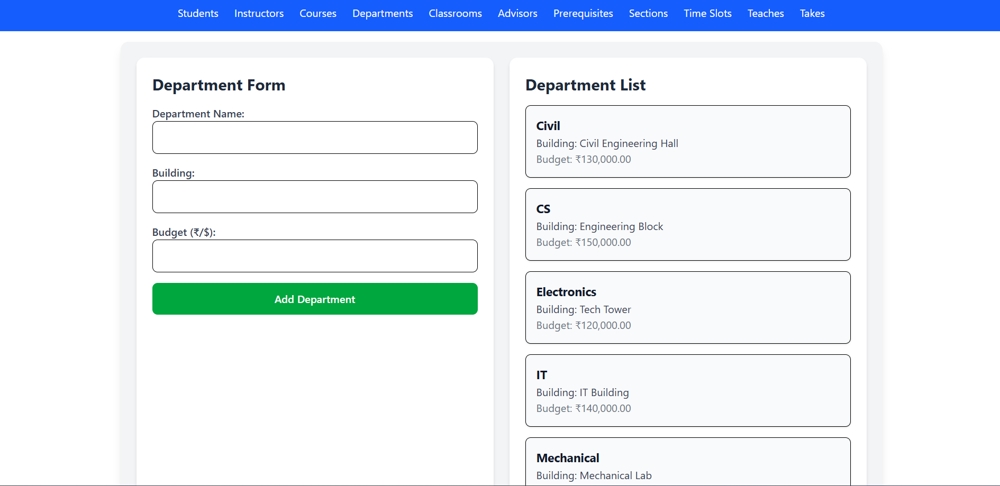 Students Instructors Courses Departments Classrooms Advisors Prerequisites Sections Time Slots Teaches Takes
Department Form
Department Name:
Building:
Budget (₹/$):
Add Department
Department List
Civil
Building: Civil Engineering Hall
Budget: ₹130,000.00
CS
Building: Engineering Block
Budget: ₹150,000.00
Electronics
Building: Tech Tower
Budget: ₹120,000.00
IT
Building: IT Building
Budget: ₹140,000.00
Mechanical
Building: Mechanical Lab